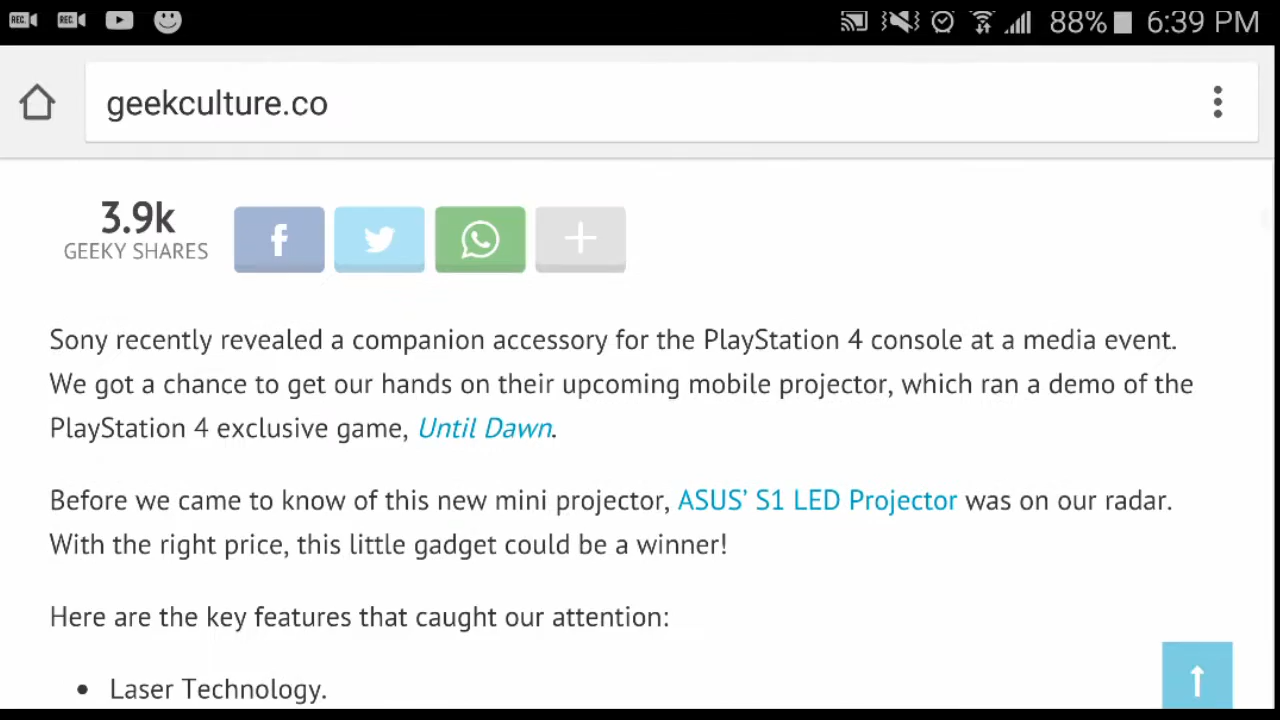 REC. REC. 88% 6:39 PM
geekculture.co
3.9k
GEEKY SHARES
Sony recently revealed a companion accessory for the PlayStation 4 console at a media event.
We got a chance to get our hands on their upcoming mobile projector, which ran a demo of the
PlayStation 4 exclusive game, Until Dawn.
Before we came to know of this new mini projector, ASUS’ S1 LED Projector was on our radar.
With the right price, this little gadget could be a winner!
Here are the key features that caught our attention:
• Laser Technology.